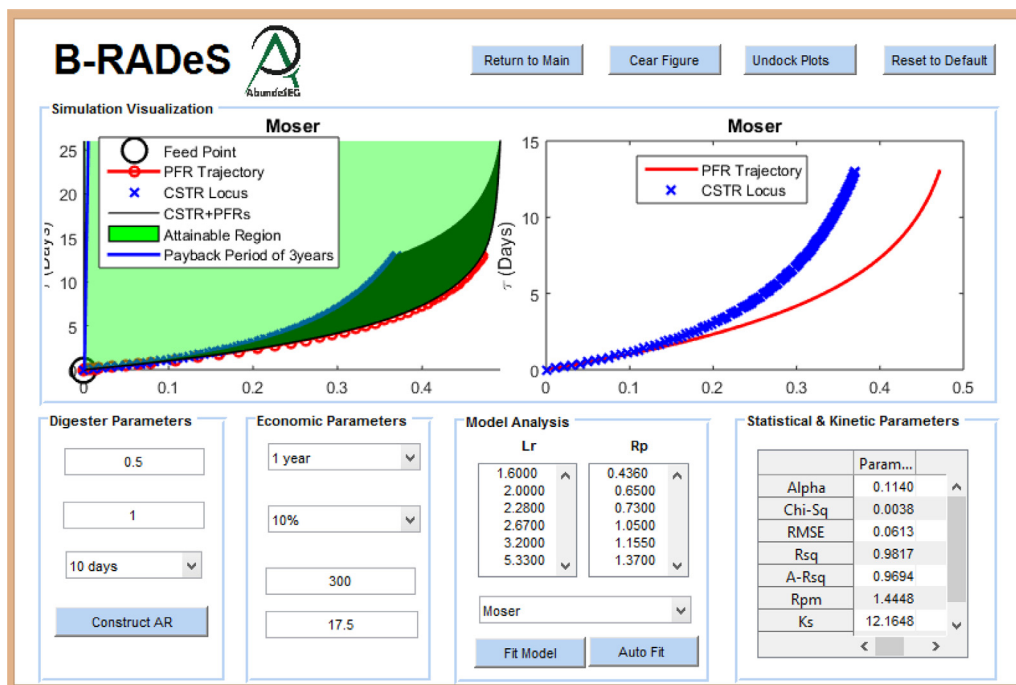 B-RADeS
AbundeSEG
Return to Main
Cear Figure
Undock Plots
Reset to Default
Simulation Visualization
Moser
25
20
15
10
5
0
0.1
0.2
0.3
0.4
Feed Point
PFR Trajectory
CSTR Locus
CSTR+PFRs
Attainable Region
Payback Period of 3years
(Days)
Moser
15
10
5
0
0
0.1
0.2
0.3
0.4
0.5
τ (Days)
PFR Trajectory
CSTR Locus
Digester Parameters
0.5
1
10 days
Construct AR
Economic Parameters
1 year
10%
300
17.5
Model Analysis
Lr Rp
1.6000 0.4360
2.0000 0.6500
2.2800 0.7300
2.6700 1.0500
3.2000 1.1550
5.3300 1.3700
Moser
Fit Model
Auto Fit
Statistical & Kinetic Parameters
Param...
Alpha 0.1140
Chi-Sq 0.0038
RMSE 0.0613
Rsq 0.9817
A-Rsq 0.9694
Rpm 1.4448
Ks 12.1648